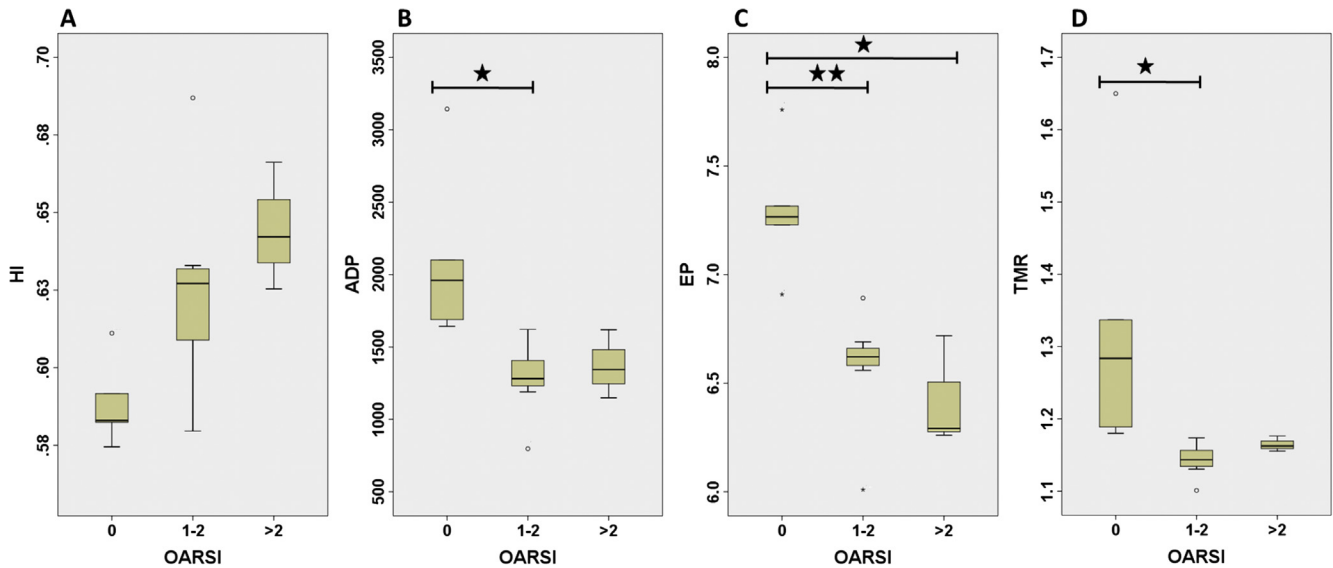 A
HI
.70
.68
.65
.63
.60
.58
0 1-2 >2
OARSI
B
ADP
3500
3000
2500
2000
1500
1000
500
0 1-2 >2
OARSI
C
EP
8.0
7.5
7.0
6.5
6.0
0 1-2 >2
OARSI
D
TMR
1.7
1.6
1.5
1.4
1.3
1.2
1.1
0 1-2 >2
OARSI